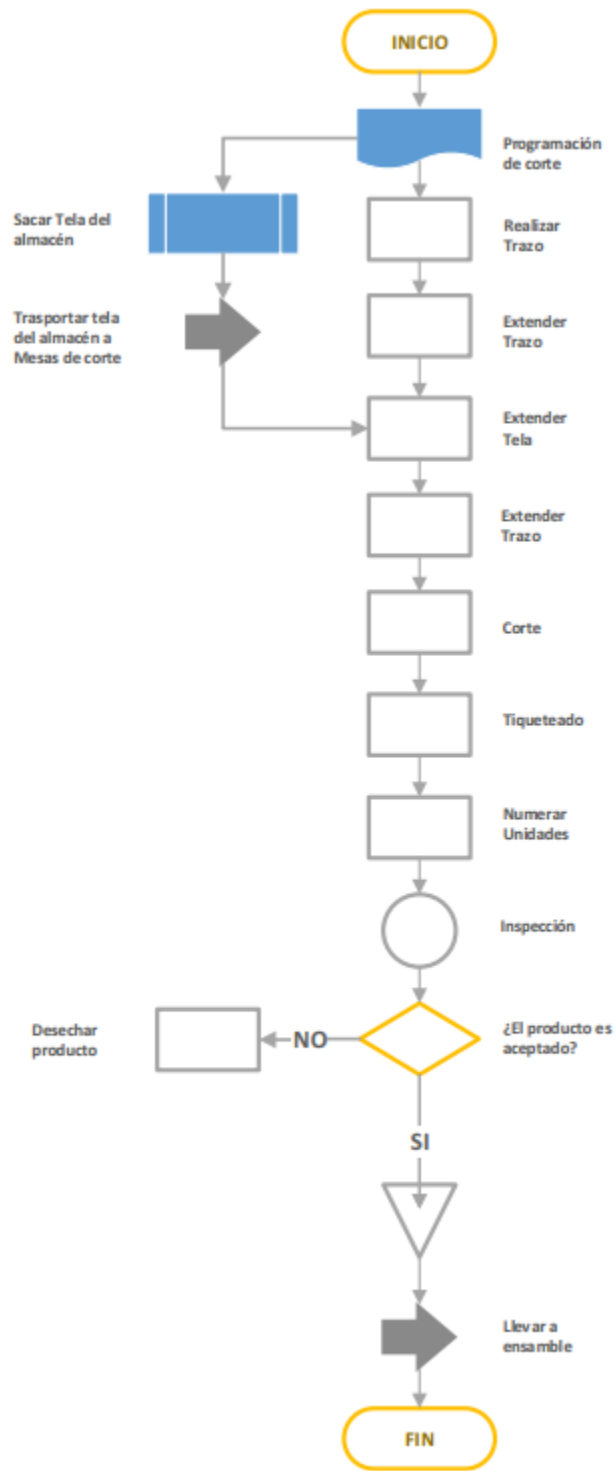 INICIO
Programación
de corte
Sacar Tela del
almacén
Realizar
Trazo
Trasportar tela
del almacén a
Mesas de corte
Extender
Trazo
Extender
Tela
Extender
Trazo
Corte
Tiqueteado
Numerar
Unidades
Inspección
Desechar
producto
NO
¿El producto es
aceptado?
SI
Llevar a
ensamble
FIN